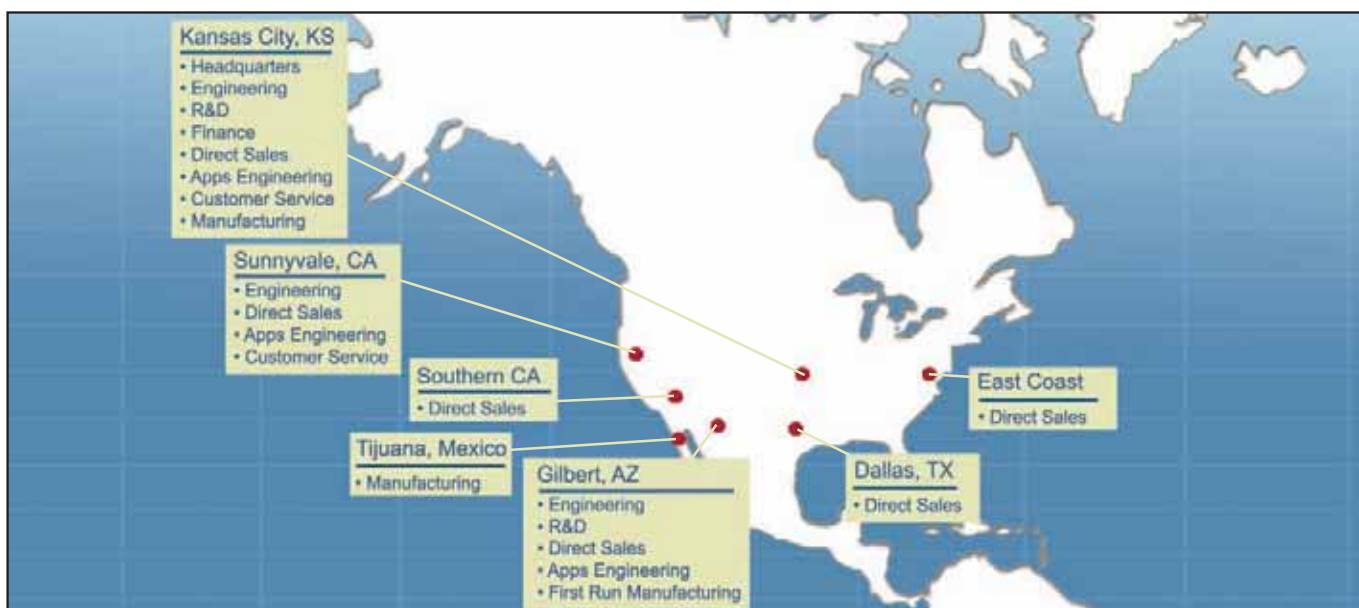 Kansas City, KS
• Headquarters
• Engineering
• R&D
• Finance
• Direct Sales
• Apps Engineering
• Customer Service
• Manufacturing
Sunnyvale, CA
• Engineering
• Direct Sales
• Apps Engineering
• Customer Service
Southern CA
• Direct Sales
Tijuana, Mexico
• Manufacturing
Gilbert, AZ
• Engineering
• R&D
• Direct Sales
• Apps Engineering
• First Run Manufacturing
Dallas, TX
• Direct Sales
East Coast
• Direct Sales